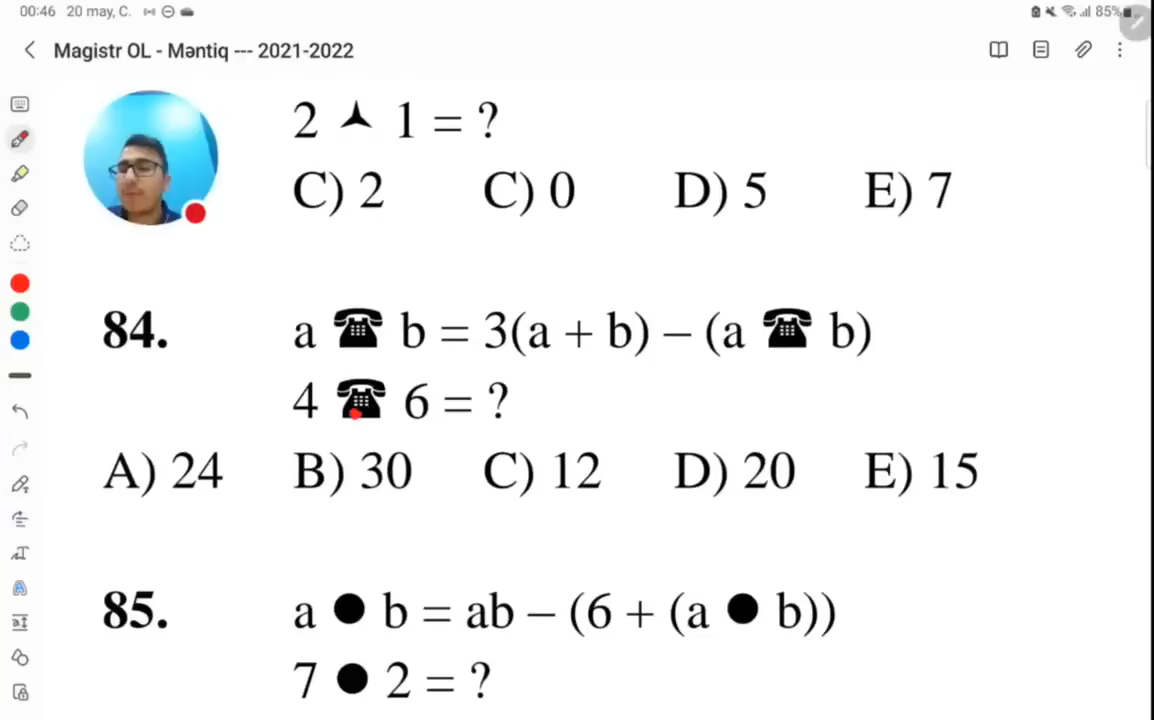 00:46 20 may, C. 85%
Magistr OL - Məntiq --- 2021-2022
2 ⅄ 1 = ?
C) 2 C) 0 D) 5 E) 7
84. a ☎ b = 3(a + b) – (a ☎ b)
4 ☎ 6 = ?
A) 24 B) 30 C) 12 D) 20 E) 15
85. a ● b = ab – (6 + (a ● b))
7 ● 2 = ?